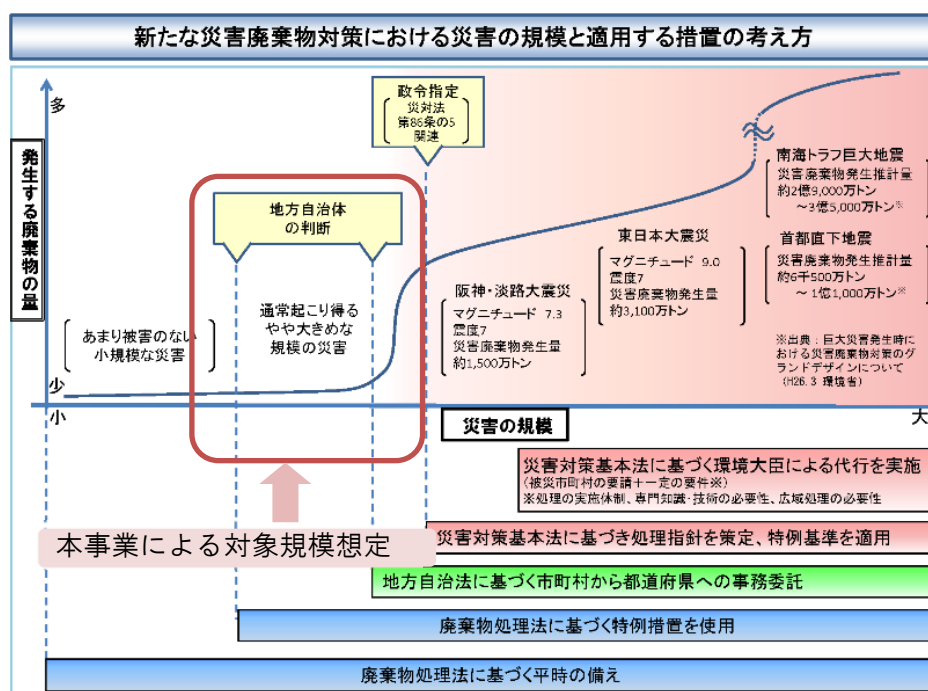 新たな災害廃棄物対策における災害の規模と適用する措置の考え方
多
発生する廃棄物の量
少
小
政令指定
災対法
第86条の5
関連
地方自治体
の判断
あまり被害のない
小規模な災害
通常起こり得る
やや大きめな
規模の災害
阪神・淡路大震災
マグニチュード 7.3
震度7
災害廃棄物発生量
約1,500万トン
東日本大震災
マグニチュード 9.0
震度7
災害廃棄物発生量
約3,100万トン
南海トラフ巨大地震
災害廃棄物発生推計量
約2億9,000万トン
～3億5,000万トン※
首都直下地震
災害廃棄物発生推計量
約6千500万トン
～ 1億1,000万トン※
※出典：巨大災害発生時に
おける災害廃棄物対策のグ
ランドデザインについて
（H26.3 環境省）
災害の規模
大
本事業による対象規模想定
災害対策基本法に基づく環境大臣による代行を実施
(被災市町村の要請＋一定の要件※)
※処理の実施体制、専門知識・技術の必要性、広域処理の必要性
災害対策基本法に基づき処理指針を策定、特例基準を適用
地方自治法に基づく市町村から都道府県への事務委託
廃棄物処理法に基づく特例措置を使用
廃棄物処理法に基づく平時の備え